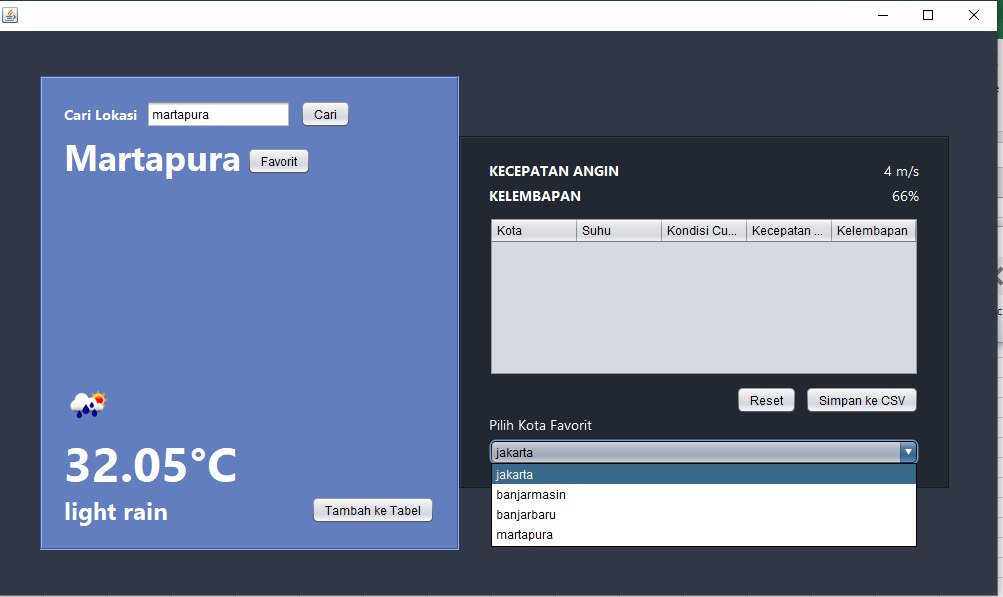 Cari Lokasi martapura Cari
Martapura Favorit
32.05°C
light rain
Tambah ke Tabel
KECEPATAN ANGIN 4 m/s
KELEMBAPAN 66%
Kota Suhu Kondisi Cu... Kecepatan ... Kelembapan
Reset Simpan ke CSV
Pilih Kota Favorit
jakarta
jakarta
banjarmasin
banjarbaru
martapura